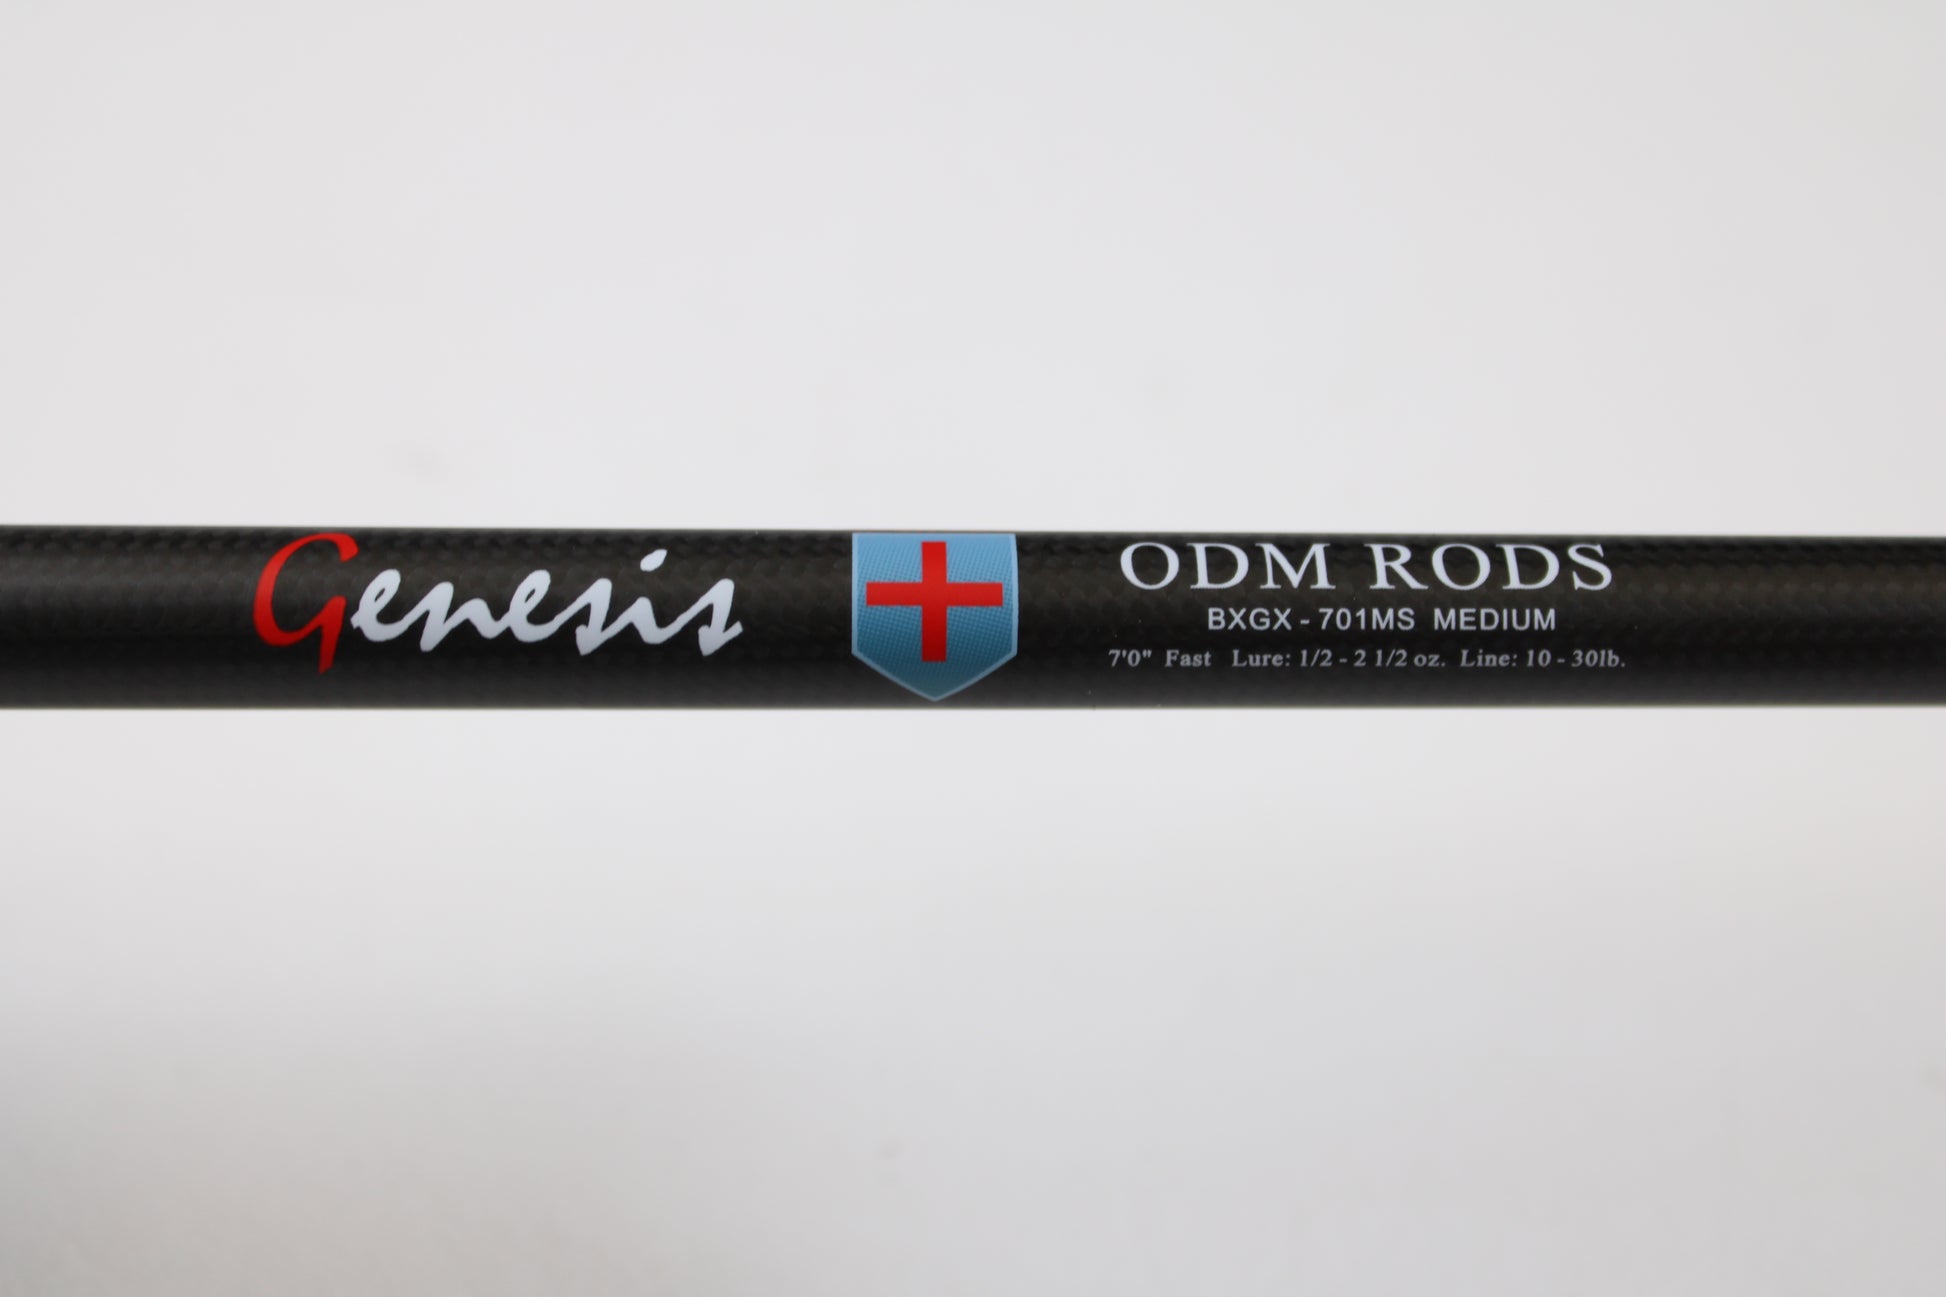 Genesis
ODM RODS
BXGX - 701MS MEDIUM
7'0" Fast Lure: 1/2 - 2 1/2 oz. Line: 10 - 30lb.